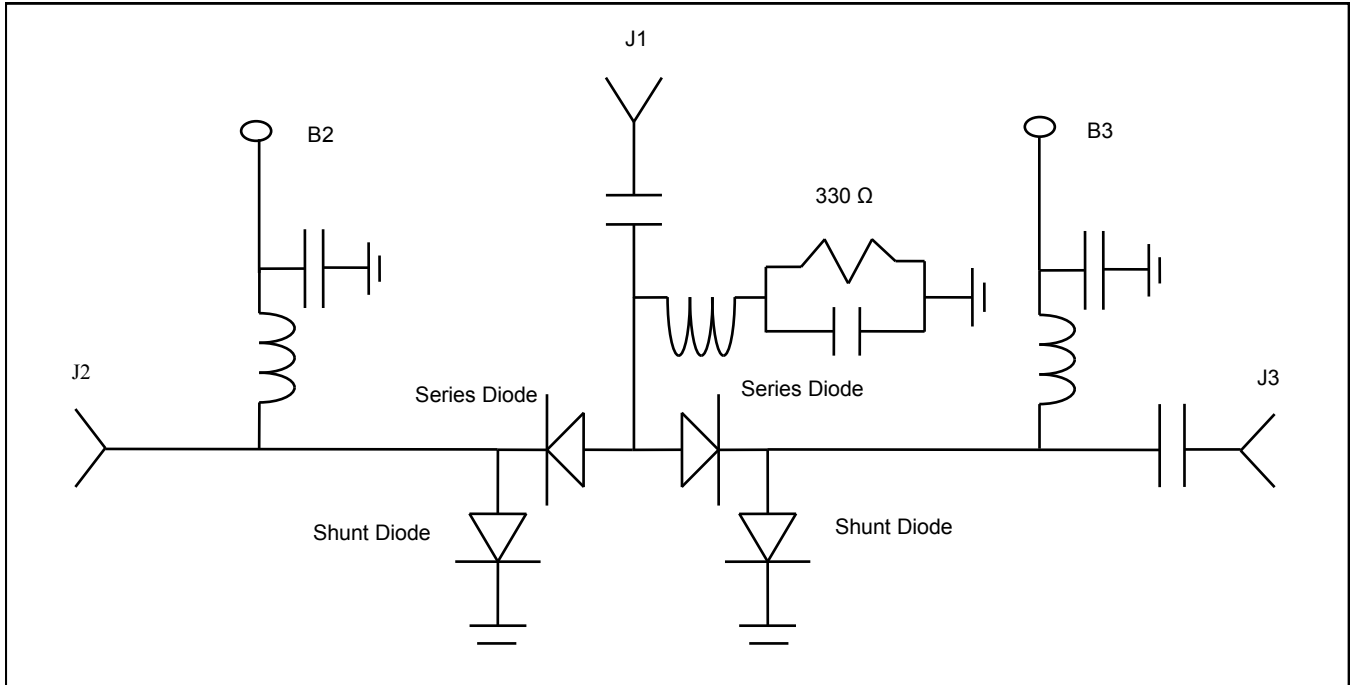 J1
B2
B3
330 Ω
J2
Series Diode
Series Diode
J3
Shunt Diode
Shunt Diode